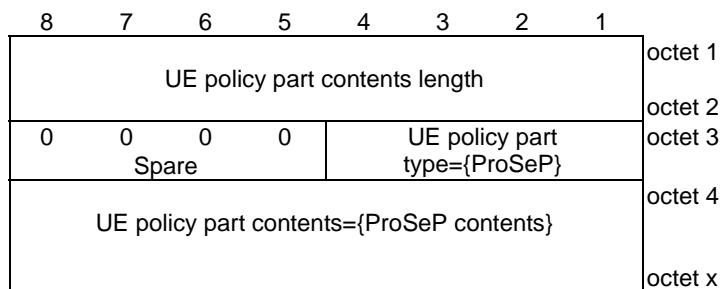 8 7 6 5 4 3 2 1
octet 1
UE policy part contents length
octet 2
0 0 0 0 UE policy part octet 3
Spare type={ProSeP}
octet 4
UE policy part contents={ProSeP contents}
octet x